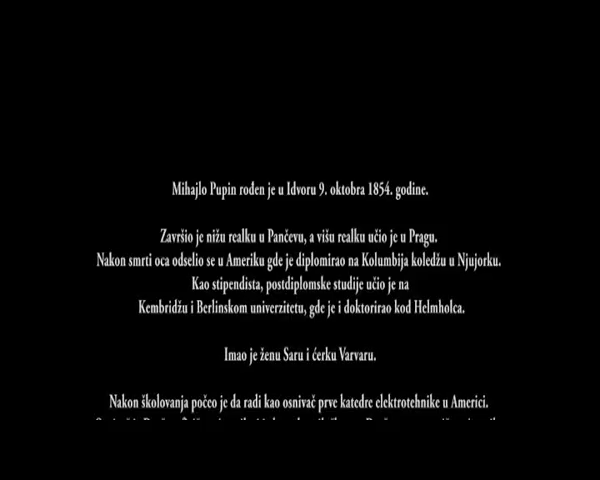 Mihajlo Pupin rođen je u Idvoru 9. oktobra 1854. godine.
Završio je nižu realku u Pančevu, a višu realku učio je u Pragu.
Nakon smrti oca odselio se u Ameriku gde je diplomirao na Kolumbija koledžu u Njujorku.
Kao stipendista, postdiplomske studije učio je na
Kembridžu i Berlinskom univerzitetu, gde je i doktorirao kod Helmholca.
Imao je ženu Saru i ćerku Varvaru.
Nakon školovanja počeo je da radi kao osnivač prve katedre elektrotehnike u Americi.